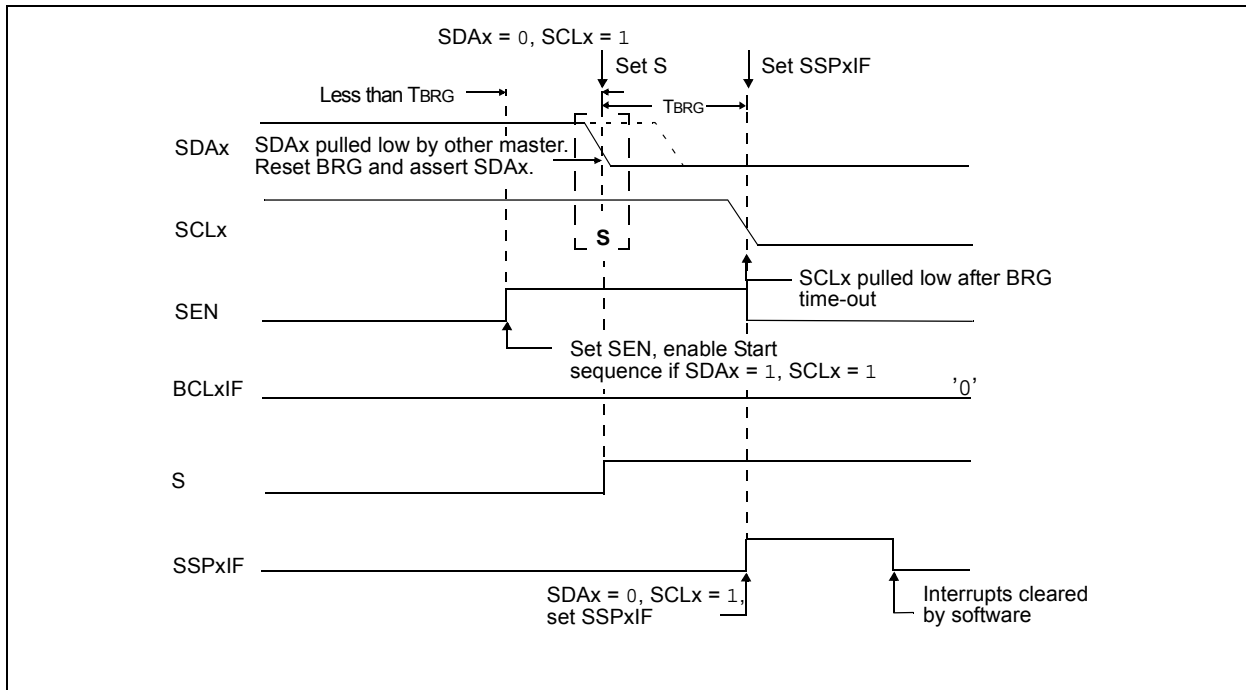 SDAx = 0, SCLx = 1
Set S
Set SSPxIF
Less than TBRG
TBRG
SDAx
SDAx pulled low by other master.
Reset BRG and assert SDAx.
SCLx
S
SCLx pulled low after BRG
time-out
SEN
Set SEN, enable Start
sequence if SDAx = 1, SCLx = 1
BCLxIF
'0'
S
SSPxIF
SDAx = 0, SCLx = 1,
set SSPxIF
Interrupts cleared
by software